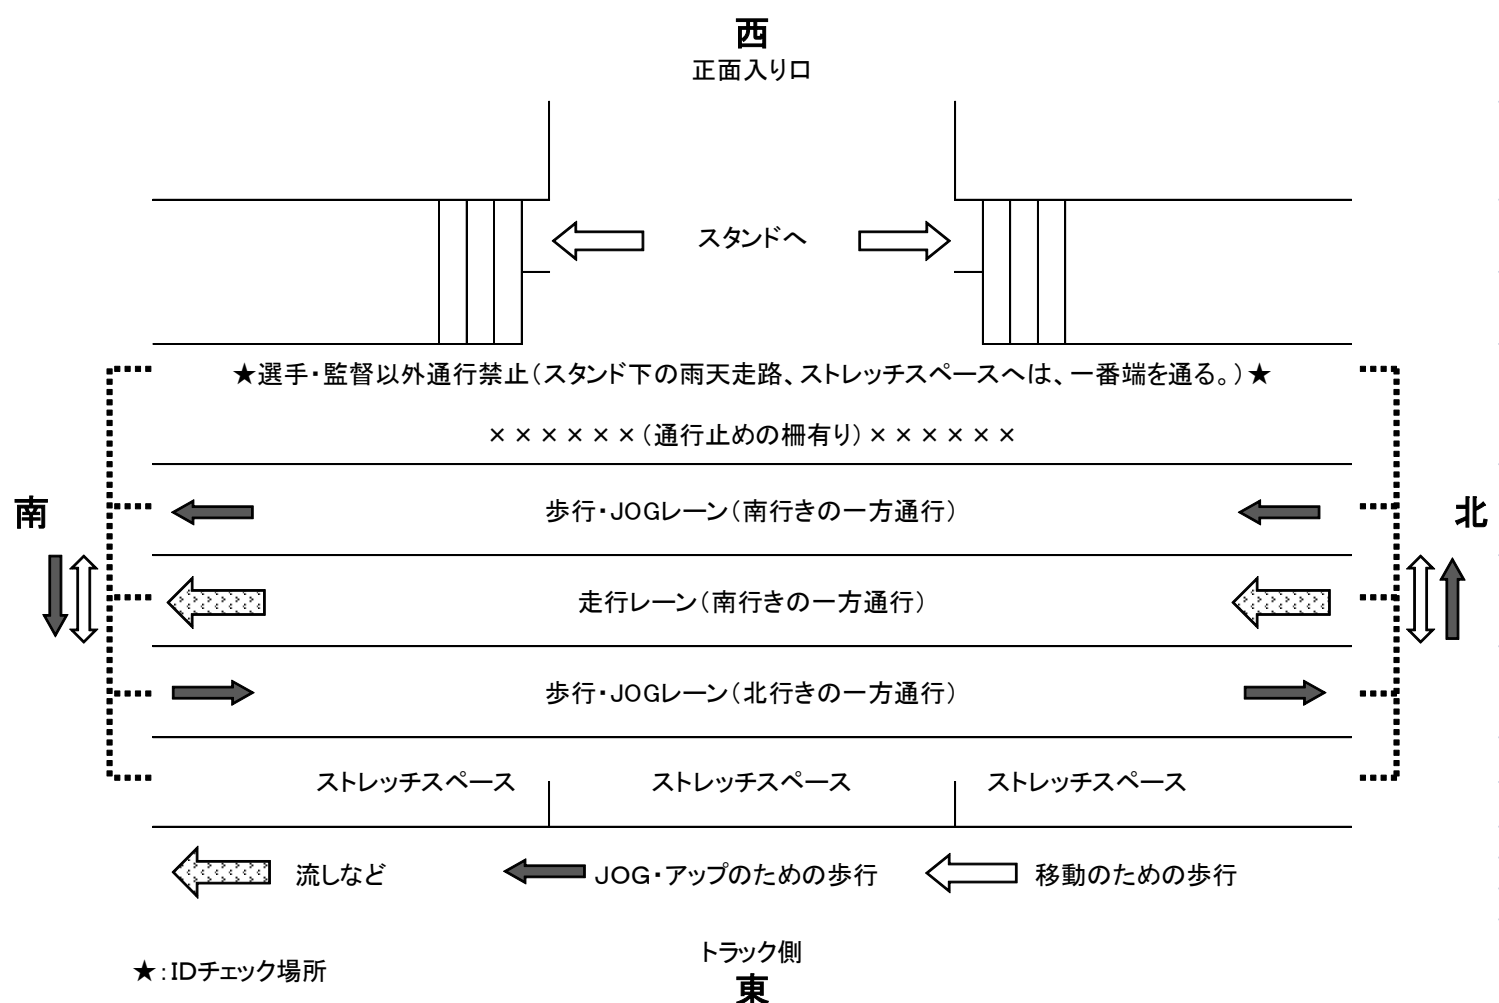 西
正面入り口
スタンドへ
★選手・監督以外通行禁止（スタンド下の雨天走路、ストレッチスペースへは、一番端を通る。）★
××××××（通行止めの柵有り）××××××
南
歩行・JOGレーン（南行きの一方通行）
北
走行レーン（南行きの一方通行）
歩行・JOGレーン（北行きの一方通行）
ストレッチスペース ストレッチスペース ストレッチスペース
流しなど JOG・アップのための歩行 移動のための歩行
トラック側
★：IDチェック場所
東